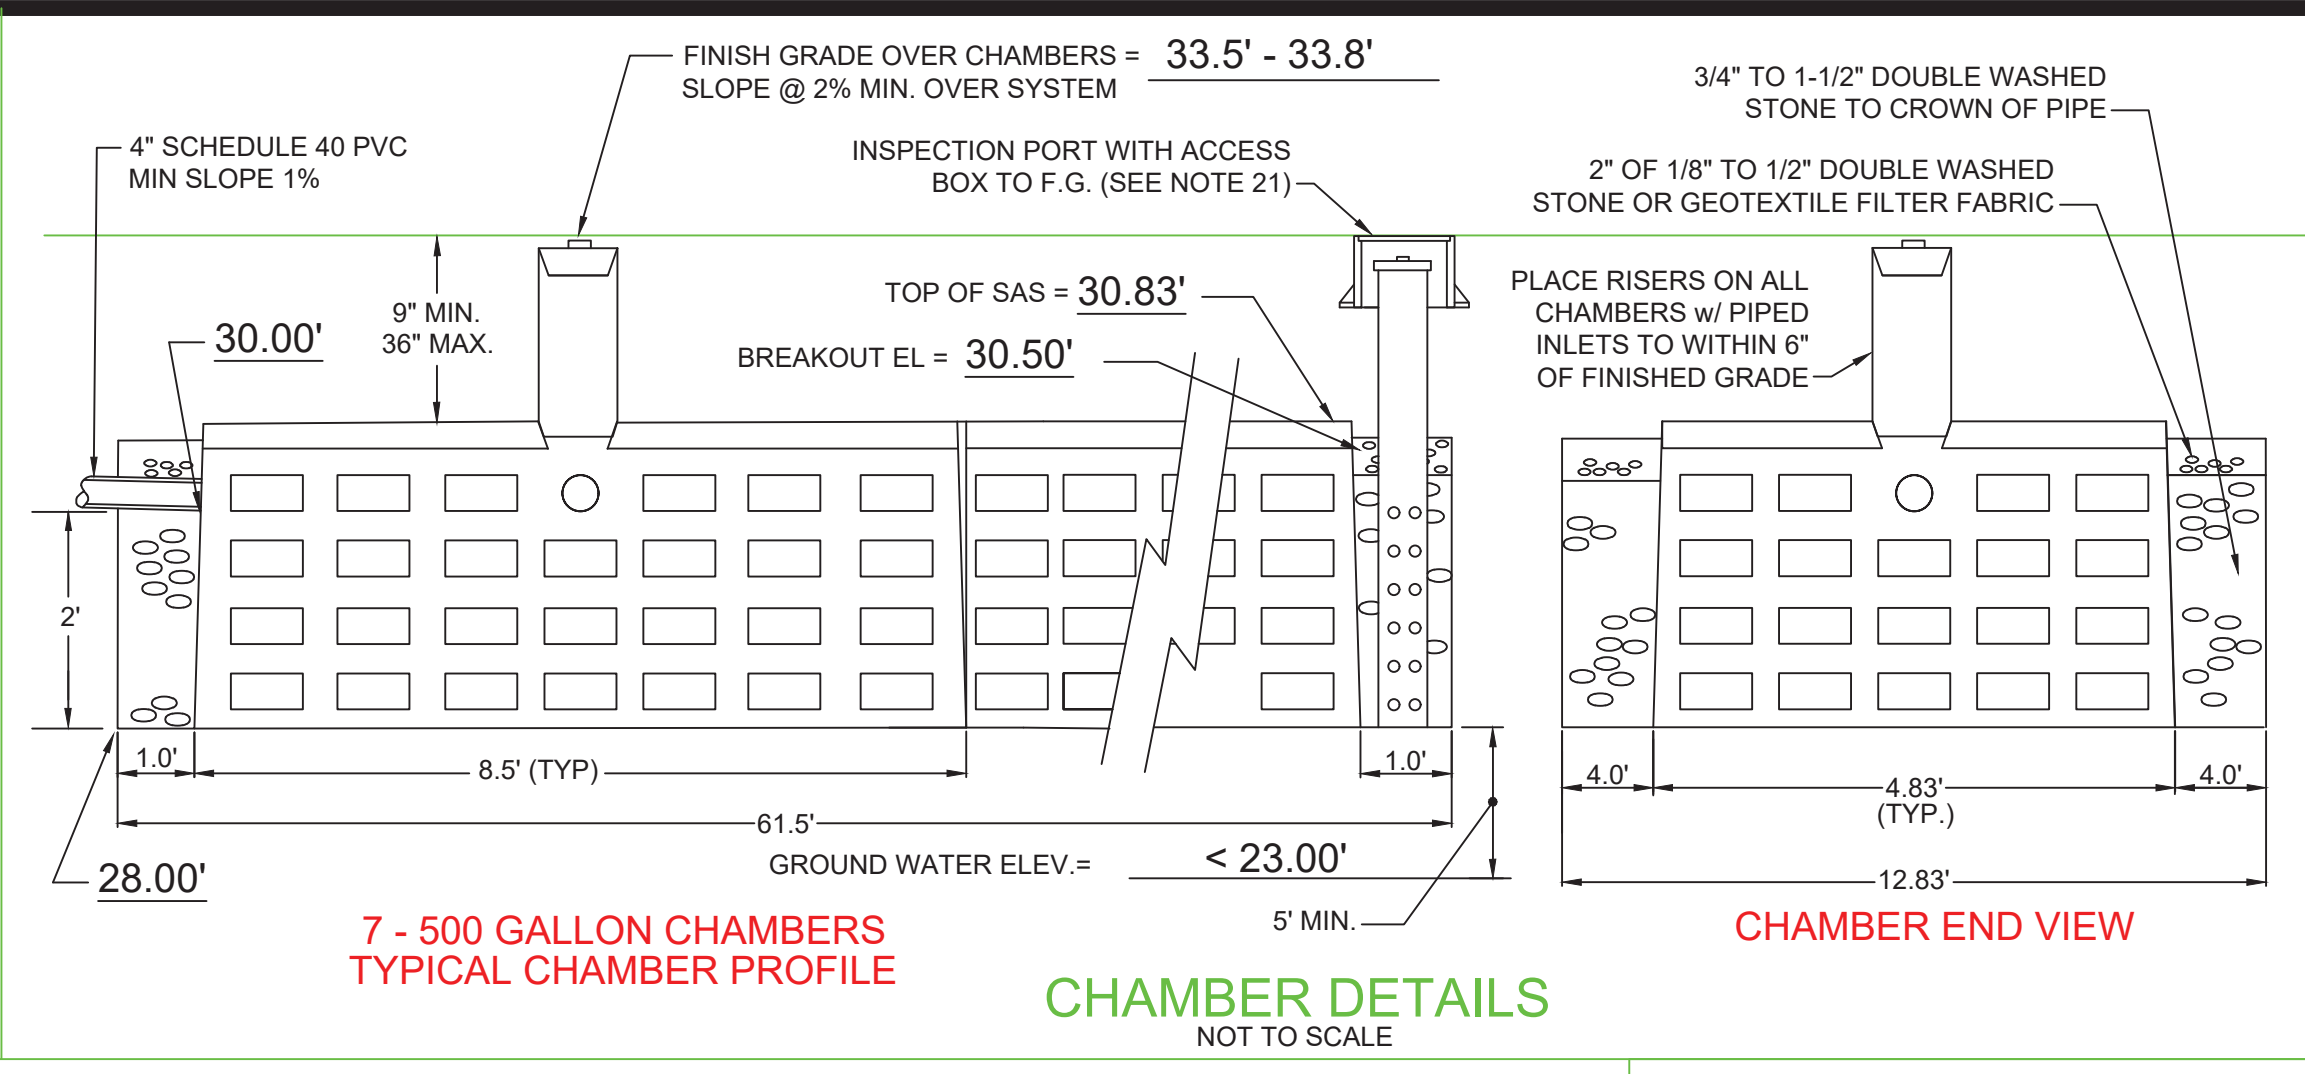 FINISH GRADE OVER CHAMBERS = 33.5' - 33.8'
SLOPE @ 2% MIN. OVER SYSTEM
4" SCHEDULE 40 PVC
MIN SLOPE 1%
INSPECTION PORT WITH ACCESS
BOX TO F.G. (SEE NOTE 21)
3/4" TO 1-1/2" DOUBLE WASHED
STONE TO CROWN OF PIPE
2" OF 1/8" TO 1/2" DOUBLE WASHED
STONE OR GEOTEXTILE FILTER FABRIC
9" MIN.
36" MAX.
30.00'
TOP OF SAS = 30.83'
BREAKOUT EL = 30.50'
PLACE RISERS ON ALL
CHAMBERS w/ PIPED
INLETS TO WITHIN 6"
OF FINISHED GRADE
2'
1.0'
8.5' (TYP)
1.0'
61.5'
28.00'
GROUND WATER ELEV.= < 23.00'
5' MIN.
4.0'
4.83'
(TYP.)
4.0'
12.83'
7 - 500 GALLON CHAMBERS
TYPICAL CHAMBER PROFILE
CHAMBER END VIEW
CHAMBER DETAILS
NOT TO SCALE